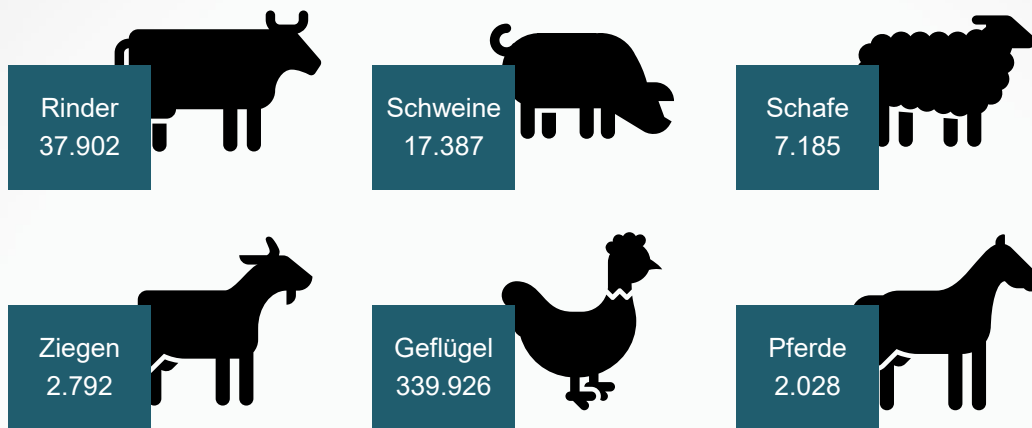 Rinder
37.902
Schweine
17.387
Schafe
7.185
Ziegen
2.792
Geflügel
339.926
Pferde
2.028